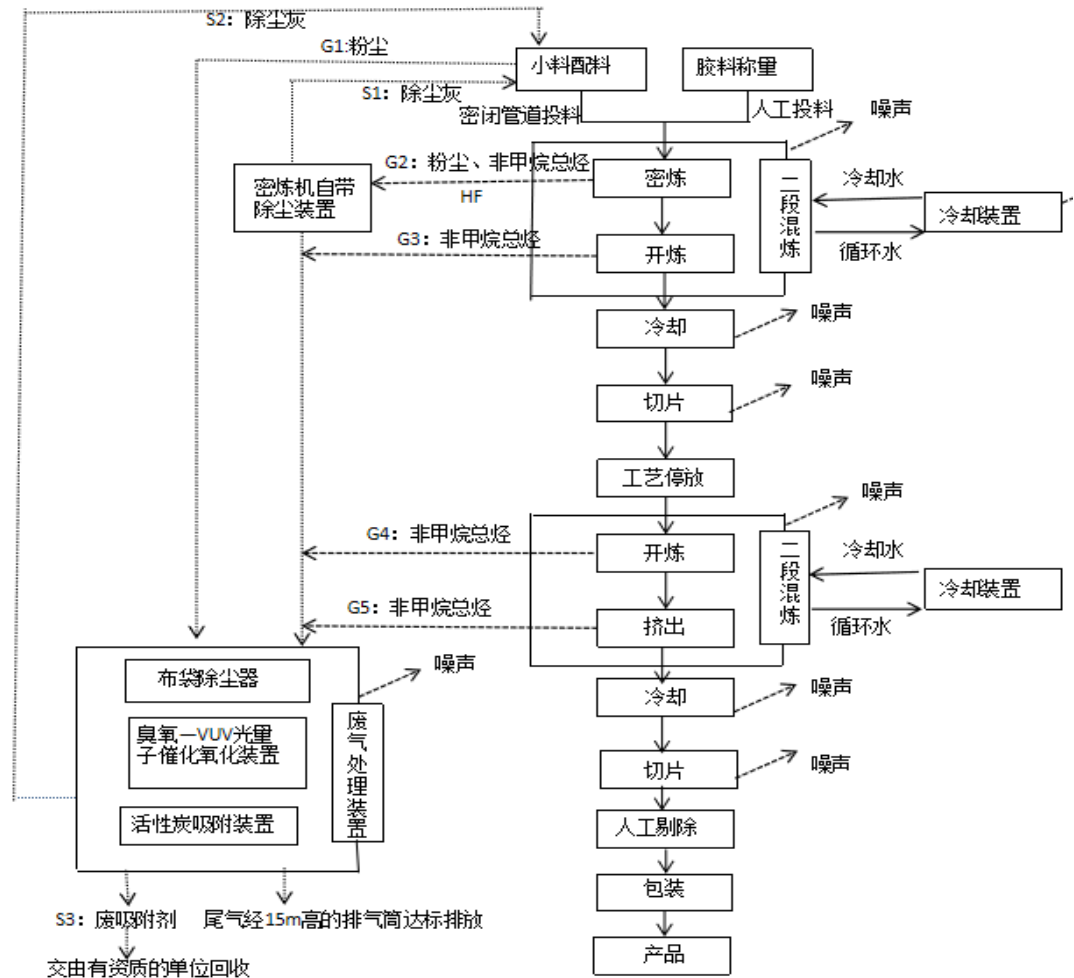 S2：除尘灰
G1:粉尘
小料配料
胶料称量
S1：除尘灰
密闭管道投料
人工投料
噪声
G2：粉尘、非甲烷总烃
HF
密炼机自带
除尘装置
密炼
二段混炼
冷却水
冷却装置
循环水
G3：非甲烷总烃
开炼
冷却
噪声
切片
噪声
工艺停放
噪声
G4：非甲烷总烃
开炼
二段混炼
冷却水
冷却装置
循环水
G5：非甲烷总烃
挤出
布袋除尘器
噪声
冷却
噪声
臭氧—VUV光量
子催化氧化装置
废气处理装置
切片
噪声
活性炭吸附装置
人工剔除
包装
S3：废吸附剂
尾气经15m高的排气筒达标排放
产品
交由有资质的单位回收